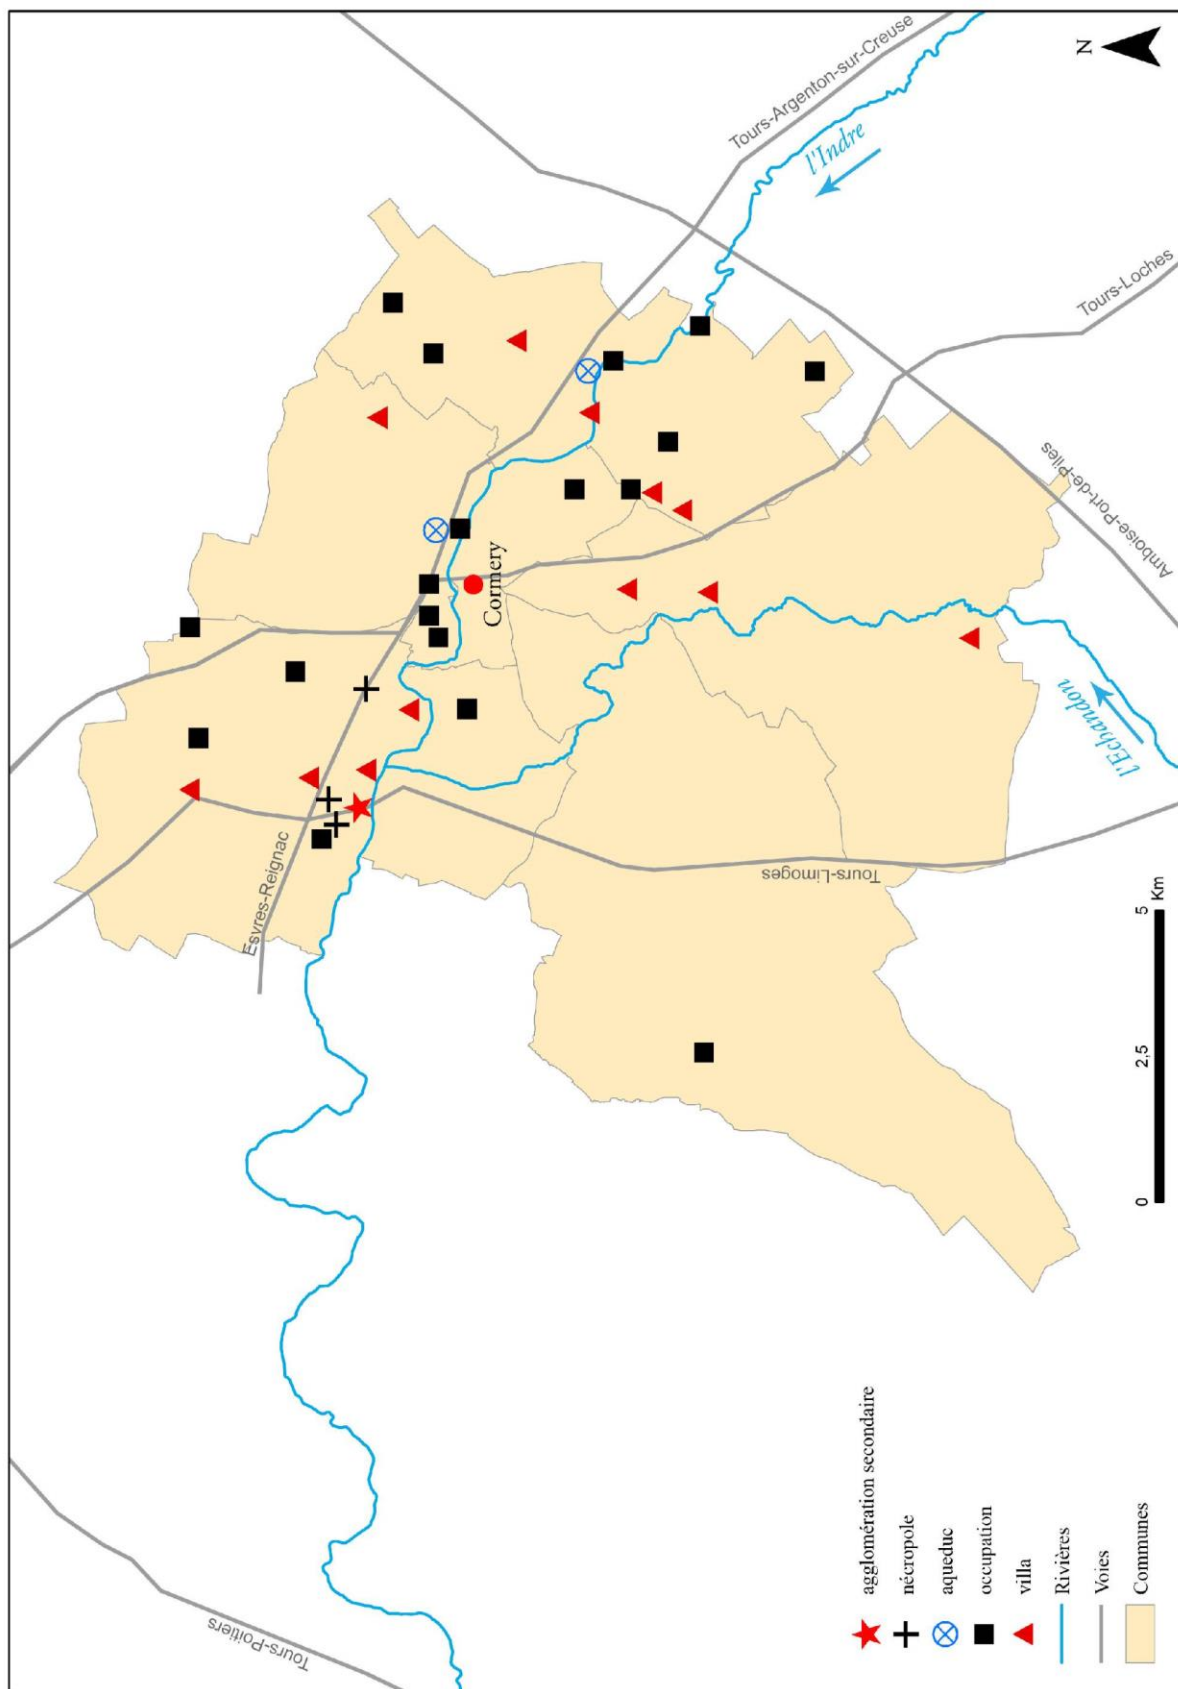 N
Tours-Argenton-sur-Creuse
l'Indre
Tours-Loches
Amboise-Port-de-Piles
Cormery
l'Echandon
Esvres-Reignac
Tours-Limoges
Tours-Poitiers
agglomération secondaire
nécropole
aqueduc
occupation
villa
Rivières
Voies
Communes
0 2,5 5 Km